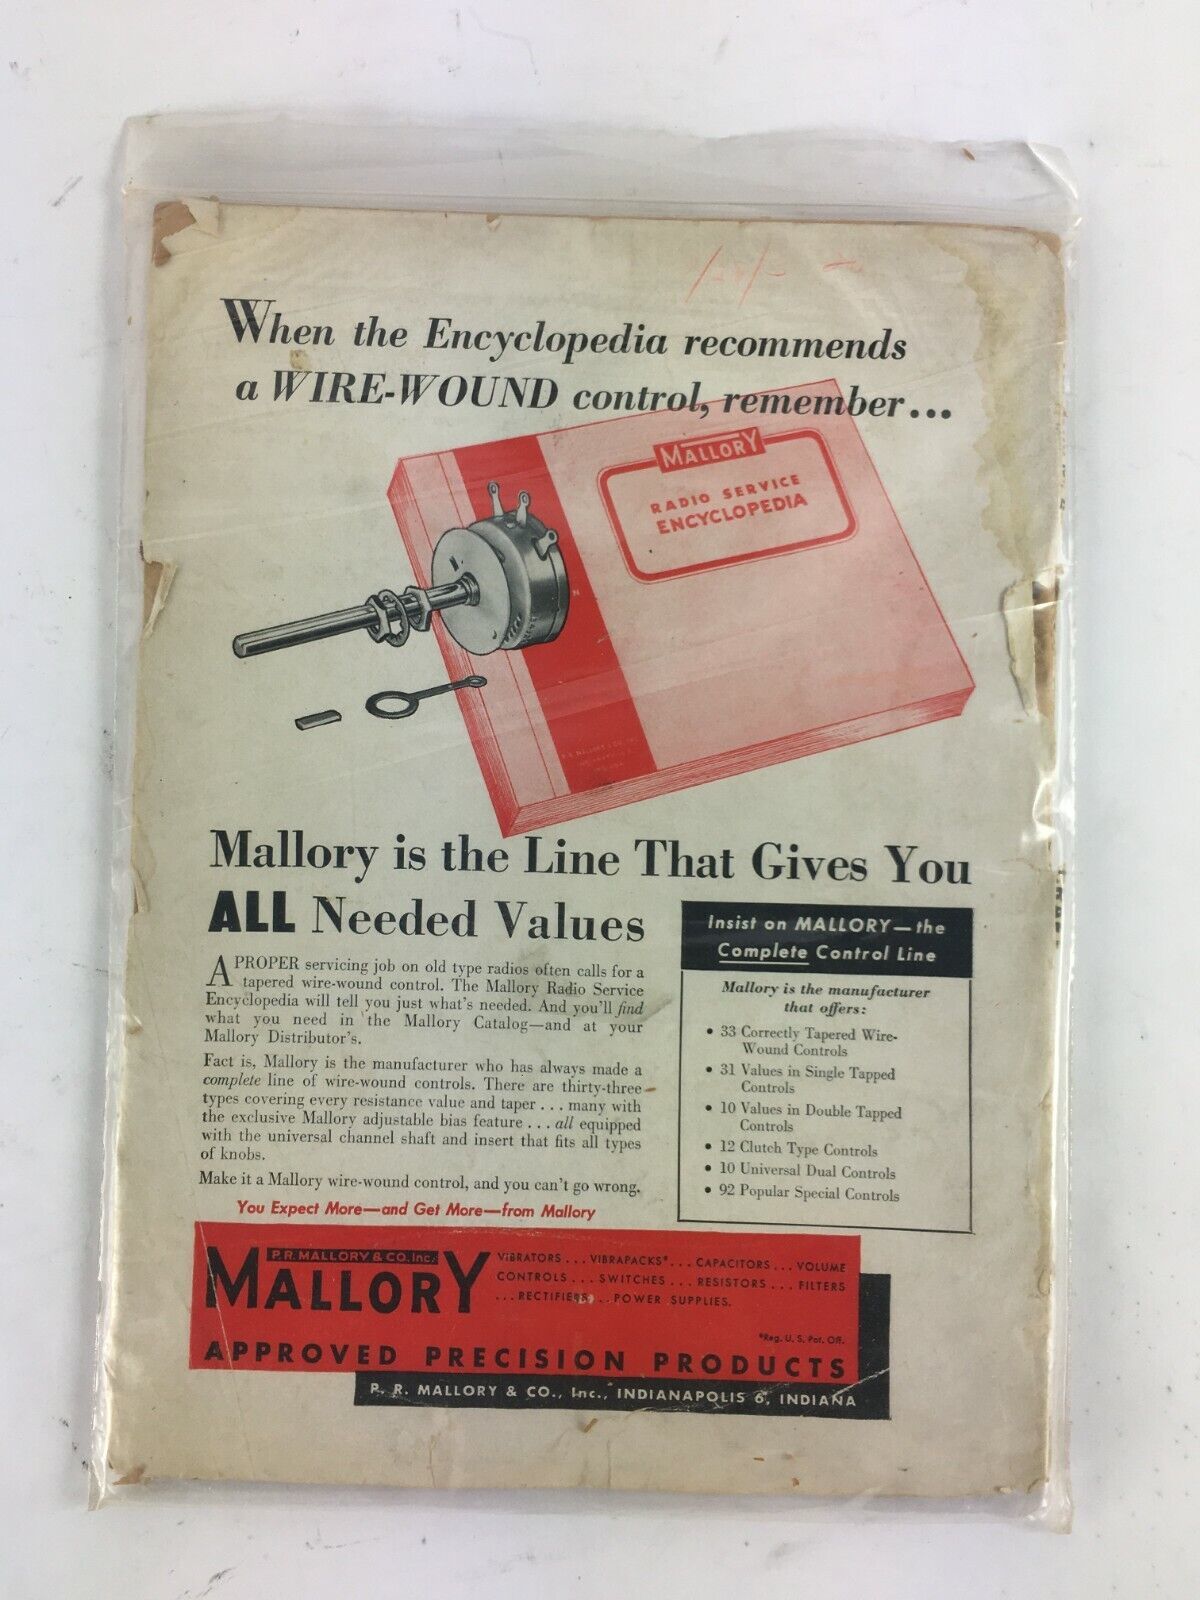 When the Encyclopedia recommends
a WIRE-WOUND control, remember...
MALLORY
RADIO SERVICE
ENCYCLOPEDIA
Mallory is the Line That Gives You
ALL Needed Values
A PROPER servicing job on old type radios often calls for a
tapered wire-wound control. The Mallory Radio Service
Encyclopedia will tell you just what's needed. And you'll find
what you need in the Mallory Catalog—and at your
Mallory Distributor's.
Fact is, Mallory is the manufacturer who has always made a
complete line of wire-wound controls. There are thirty-three
types covering every resistance value and taper . . . many with
the exclusive Mallory adjustable bias feature . . . all equipped
with the universal channel shaft and insert that fits all types
of knobs.
Make it a Mallory wire-wound control, and you can't go wrong.
You Expect More—and Get More—from Mallory
Insist on MALLORY—the
Complete Control Line
Mallory is the manufacturer
that offers:
• 33 Correctly Tapered Wire-
Wound Controls
• 31 Values in Single Tapped
Controls
• 10 Values in Double Tapped
Controls
• 12 Clutch Type Controls
• 10 Universal Dual Controls
• 92 Popular Special Controls
P. R. MALLORY & CO. Inc.
MALLORY
VIBRATORS . . . VIBRAPACKS* . . . CAPACITORS . . . VOLUME
CONTROLS . . . SWITCHES . . . RESISTORS . . . FILTERS
. . . RECTIFIERS . . . POWER SUPPLIES.
*Reg. U. S. Pat. Off.
APPROVED PRECISION PRODUCTS
P. R. MALLORY & CO., Inc., INDIANAPOLIS 6, INDIANA